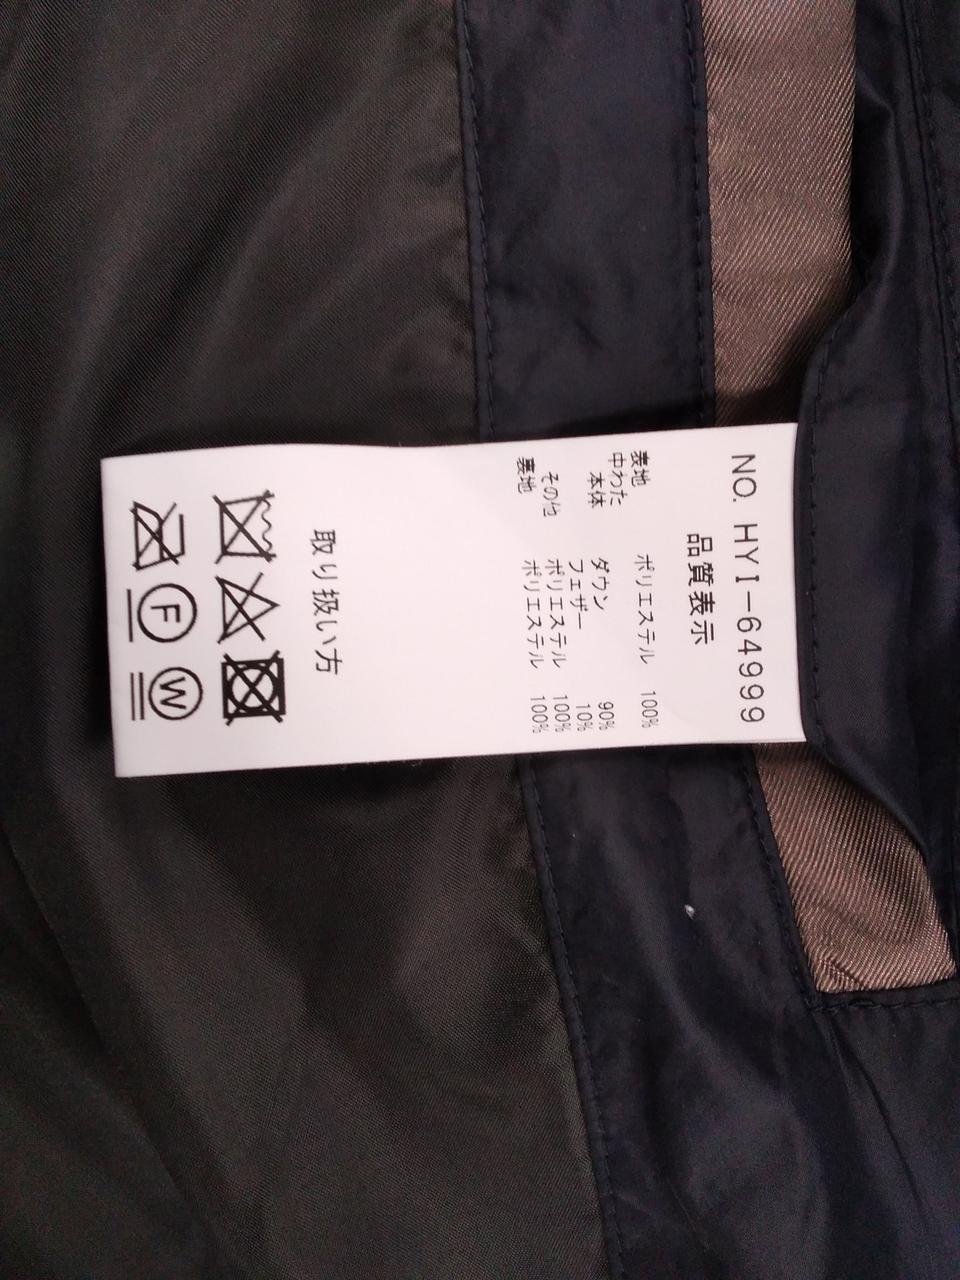 NO. HYI-64999
品質表示
表地 ポリエステル 100%
中わた
本体 ダウン 90%
フェザー 10%
その他 ポリエステル 100%
裏地 ポリエステル 100%
取り扱い方
F W